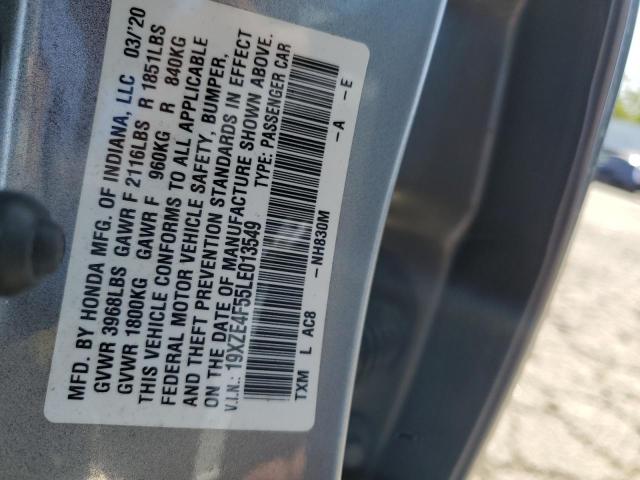 MFD. BY HONDA MFG. OF INDIANA, LLC 03/'20
GVWR 3968LBS GAWR F 2116LBS R 1851LBS
GVWR 1800KG GAWR F 960KG R 840KG
THIS VEHICLE CONFORMS TO ALL APPLICABLE
FEDERAL MOTOR VEHICLE SAFETY, BUMPER,
AND THEFT PREVENTION STANDARDS IN EFFECT
ON THE DATE OF MANUFACTURE SHOWN ABOVE.
V.I.N.: 19XZE4F55LE013549 TYPE: PASSENGER CAR
TXM L AC8 -NH830M -A -E